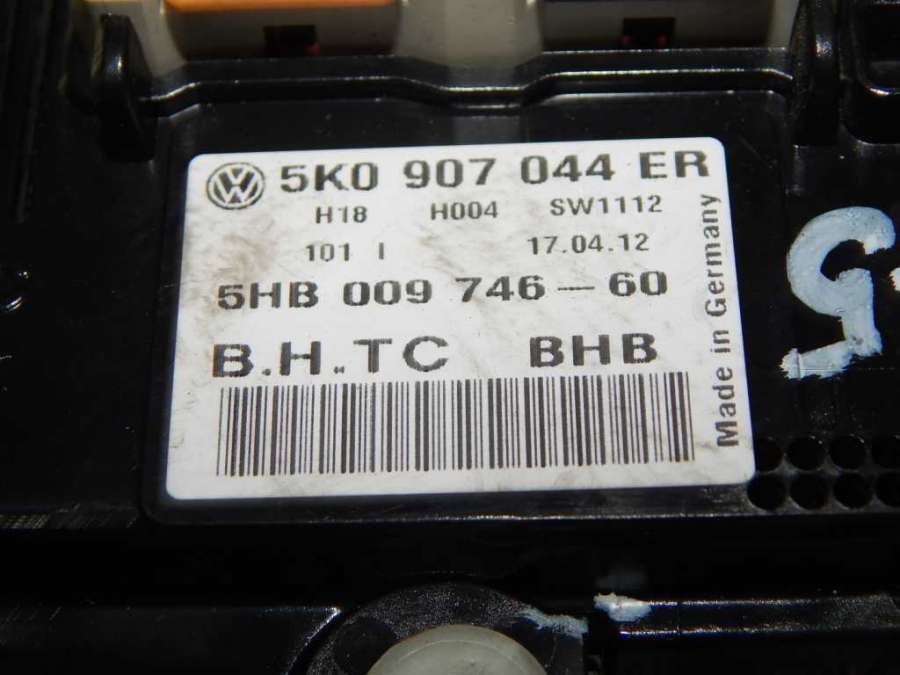 5K0 907 044 ER
H18 H004 SW1112
101 I 17.04.12
5HB 009 746-60
B.H..TC BHB
Made in Germany
5